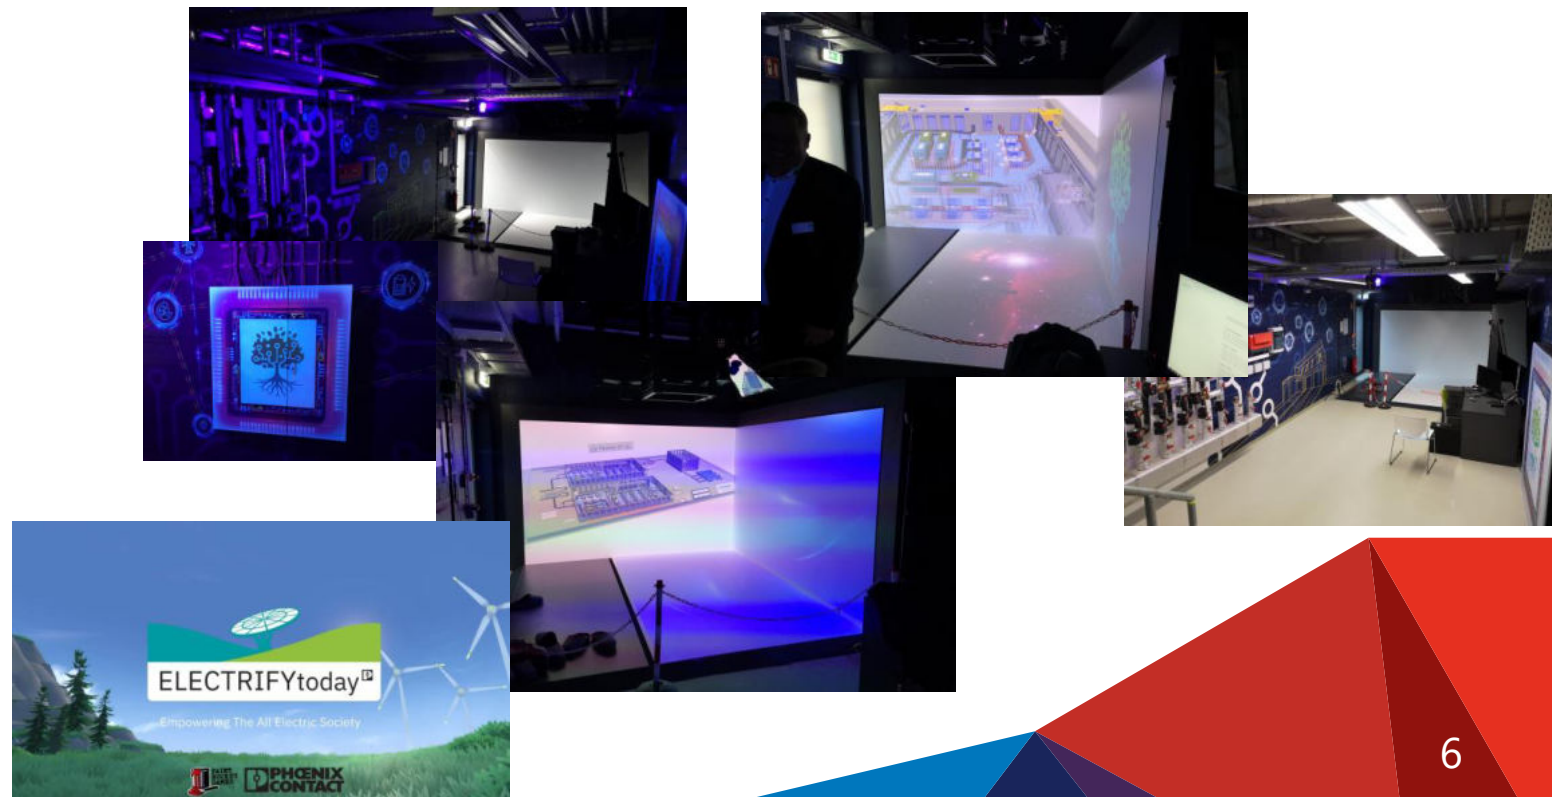 ELECTRIFYtoday
Empowering The All Electric Society
PHŒNIX
CONTACT
6